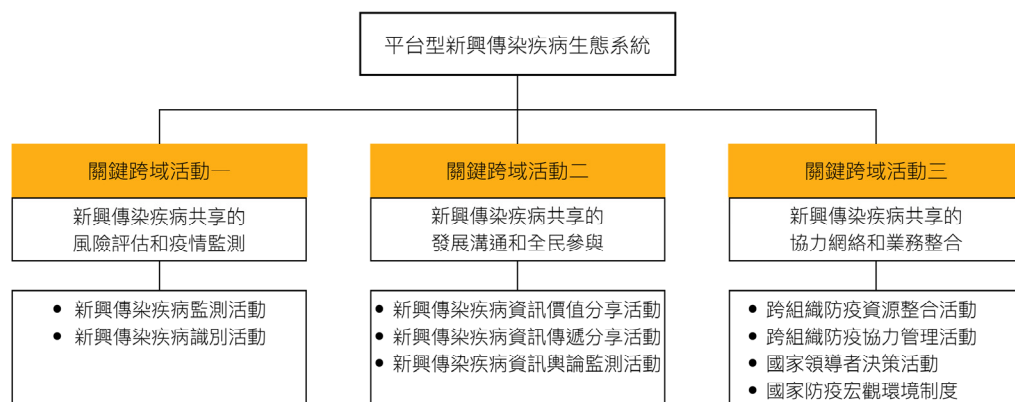 平台型新興傳染疾病生態系統
關鍵跨域活動一
新興傳染疾病共享的
風險評估和疫情監測
● 新興傳染疾病監測活動
● 新興傳染疾病識別活動
關鍵跨域活動二
新興傳染疾病共享的
發展溝通和全民參與
● 新興傳染疾病資訊價值分享活動
● 新興傳染疾病資訊傳遞分享活動
● 新興傳染疾病資訊輿論監測活動
關鍵跨域活動三
新興傳染疾病共享的
協力網絡和業務整合
● 跨組織防疫資源整合活動
● 跨組織防疫協力管理活動
● 國家領導者決策活動
● 國家防疫宏觀環境制度